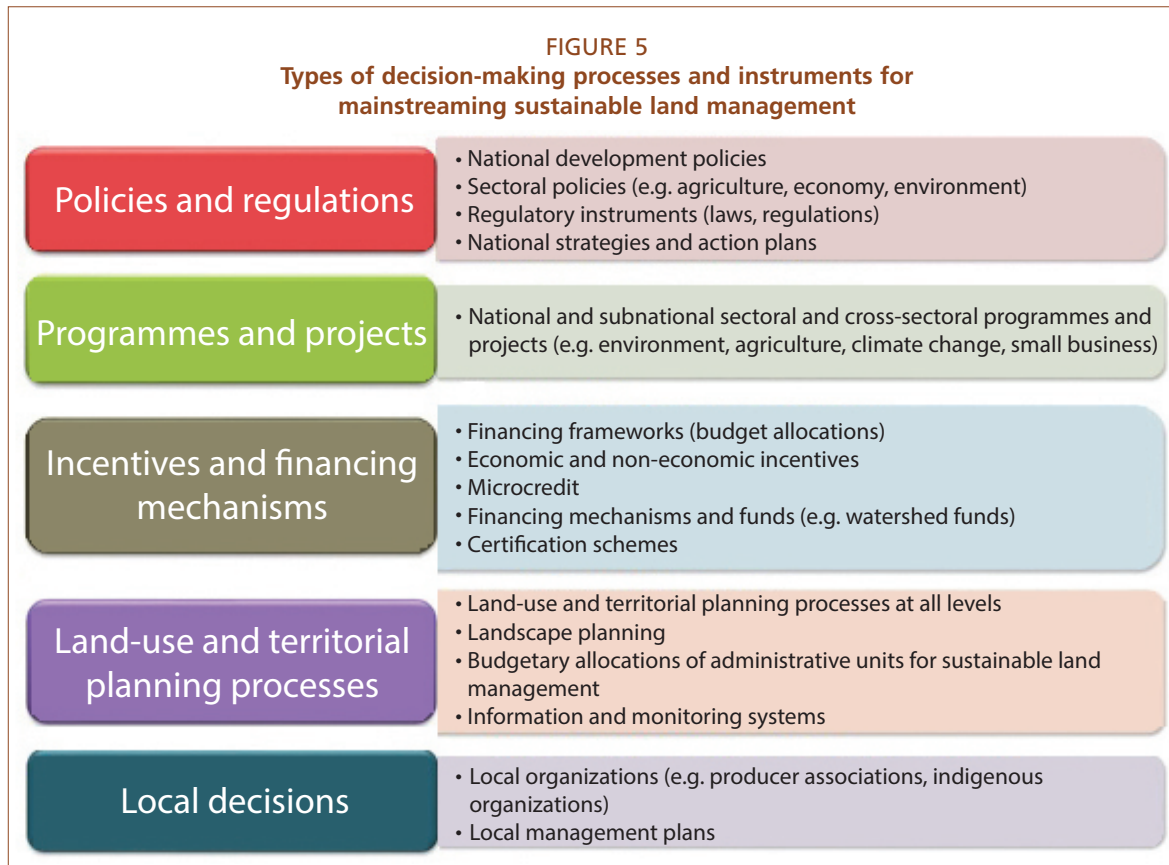 FIGURE 5
Types of decision-making processes and instruments for
mainstreaming sustainable land management
Policies and regulations
• National development policies
• Sectoral policies (e.g. agriculture, economy, environment)
• Regulatory instruments (laws, regulations)
• National strategies and action plans
Programmes and projects
• National and subnational sectoral and cross-sectoral programmes and
projects (e.g. environment, agriculture, climate change, small business)
Incentives and financing
mechanisms
• Financing frameworks (budget allocations)
• Economic and non-economic incentives
• Microcredit
• Financing mechanisms and funds (e.g. watershed funds)
• Certification schemes
Land-use and territorial
planning processes
• Land-use and territorial planning processes at all levels
• Landscape planning
• Budgetary allocations of administrative units for sustainable land
management
• Information and monitoring systems
Local decisions
• Local organizations (e.g. producer associations, indigenous
organizations)
• Local management plans